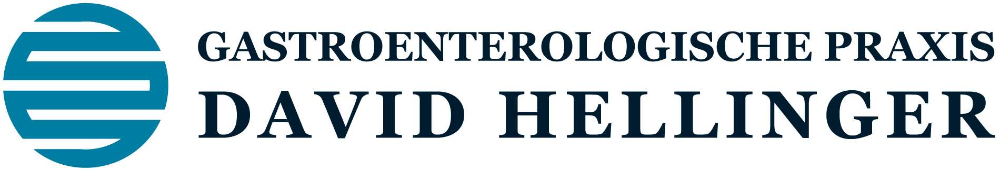 GASTROENTEROLOGISCHE PRAXIS
DAVID HELLINGER